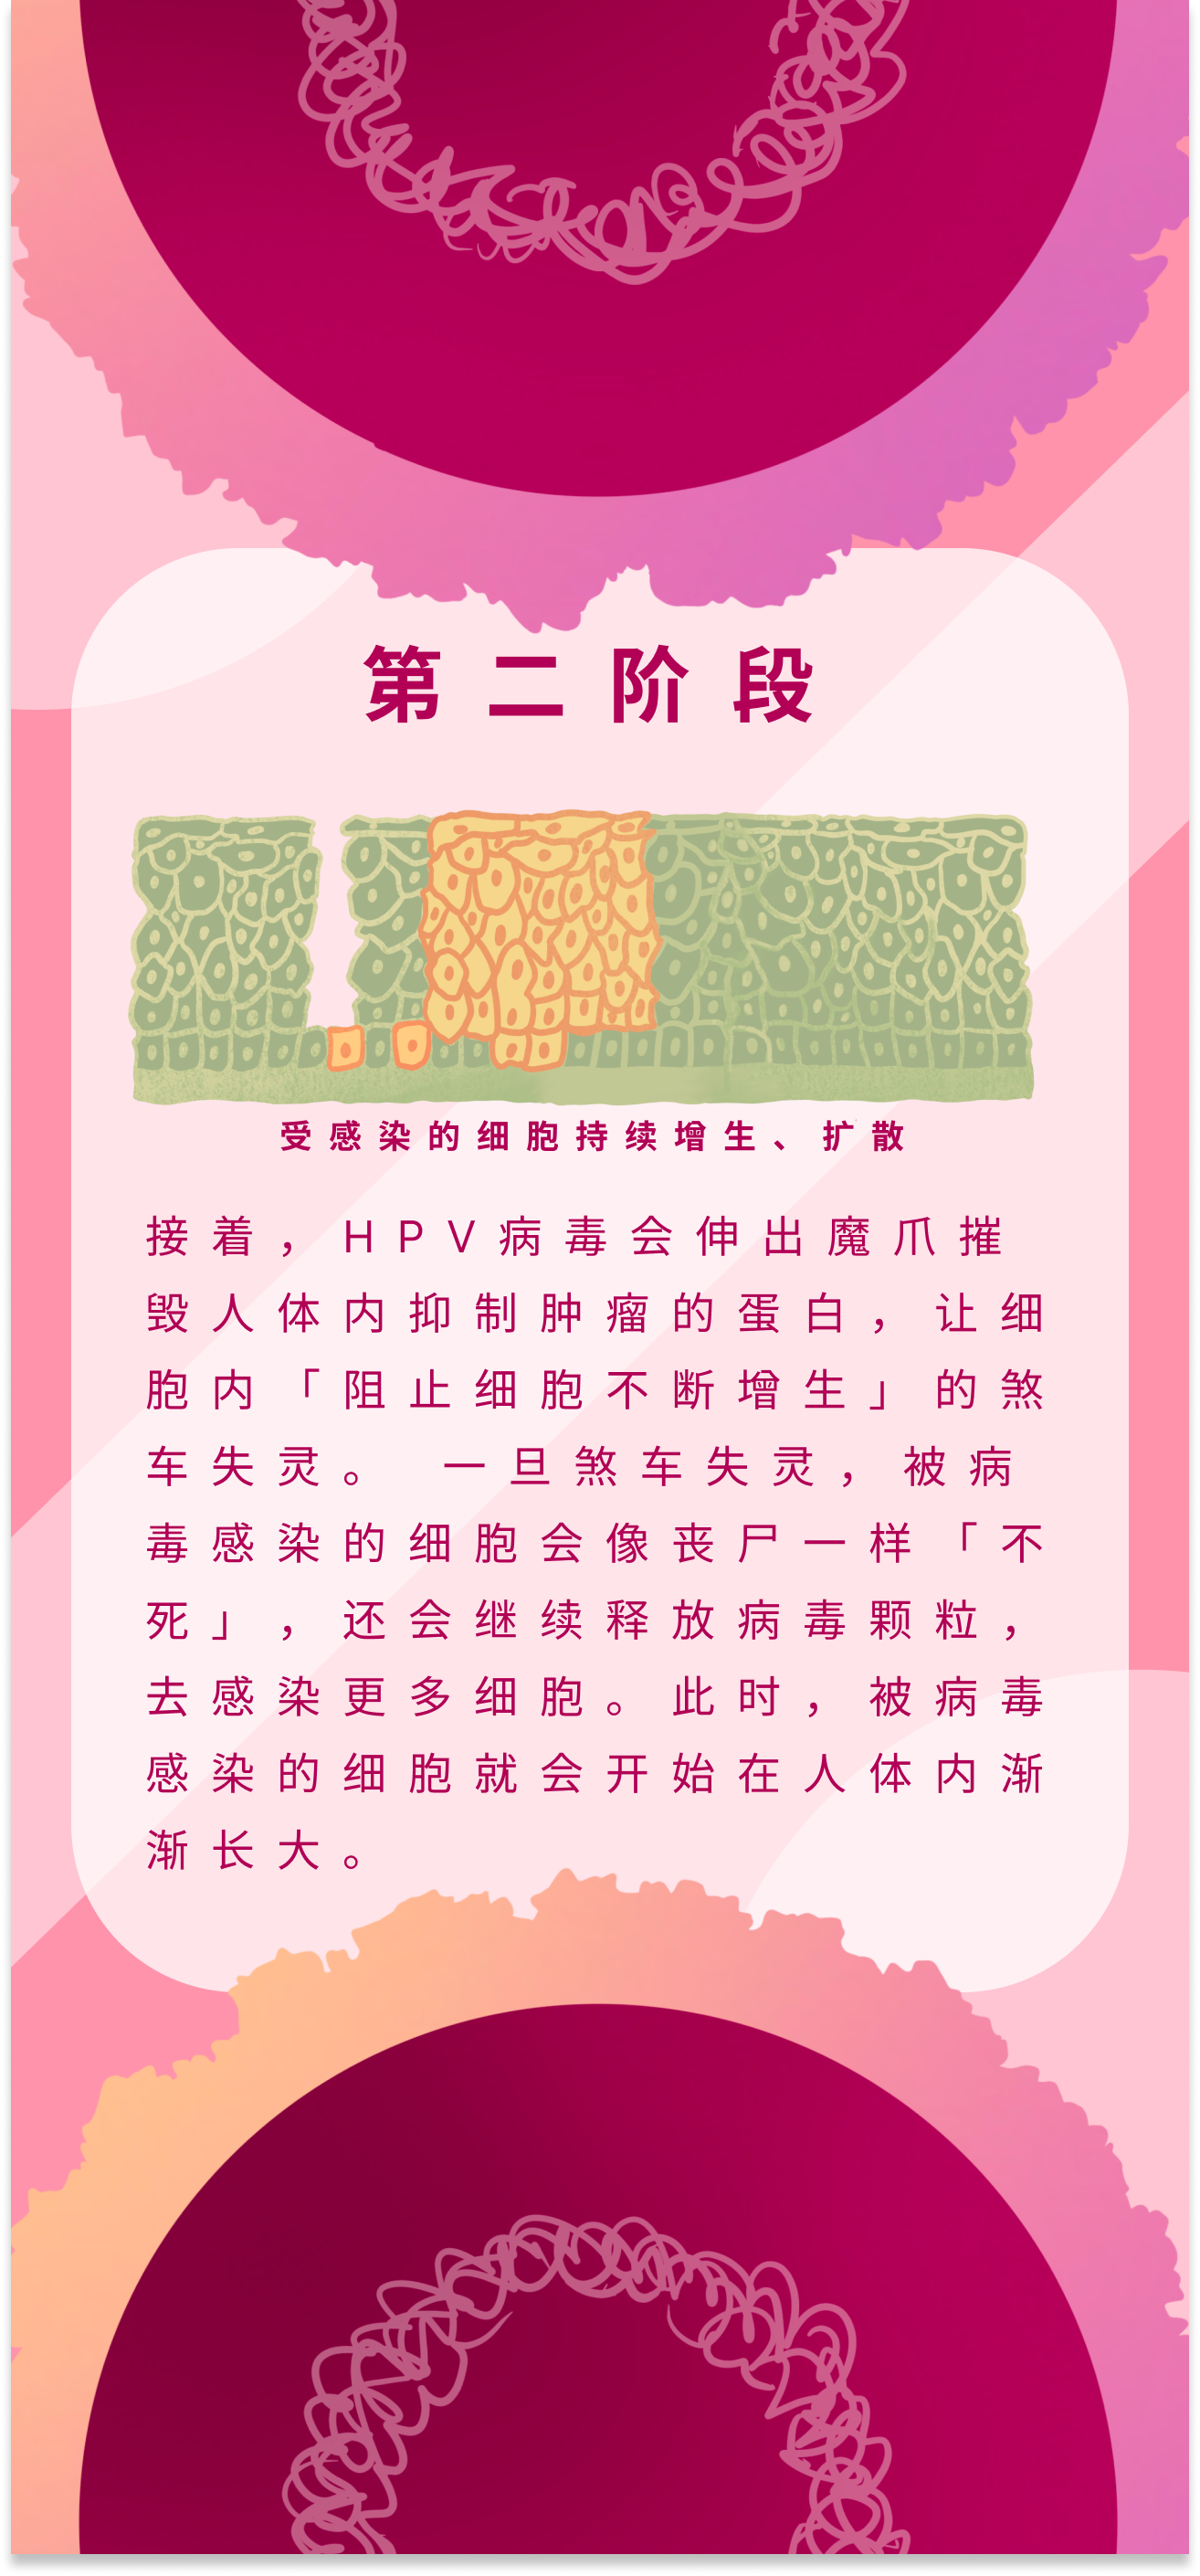 第二阶段
受感染的细胞持续增生、扩散
接着，HPV病毒会伸出魔爪摧
毁人体内抑制肿瘤的蛋白，让细
胞内「阻止细胞不断增生」的煞
车失灵。 一旦煞车失灵，被病
毒感染的细胞会像丧尸一样「不
死」，还会继续释放病毒颗粒，
去感染更多细胞。此时，被病毒
感染的细胞就会开始在人体内渐
渐长大。